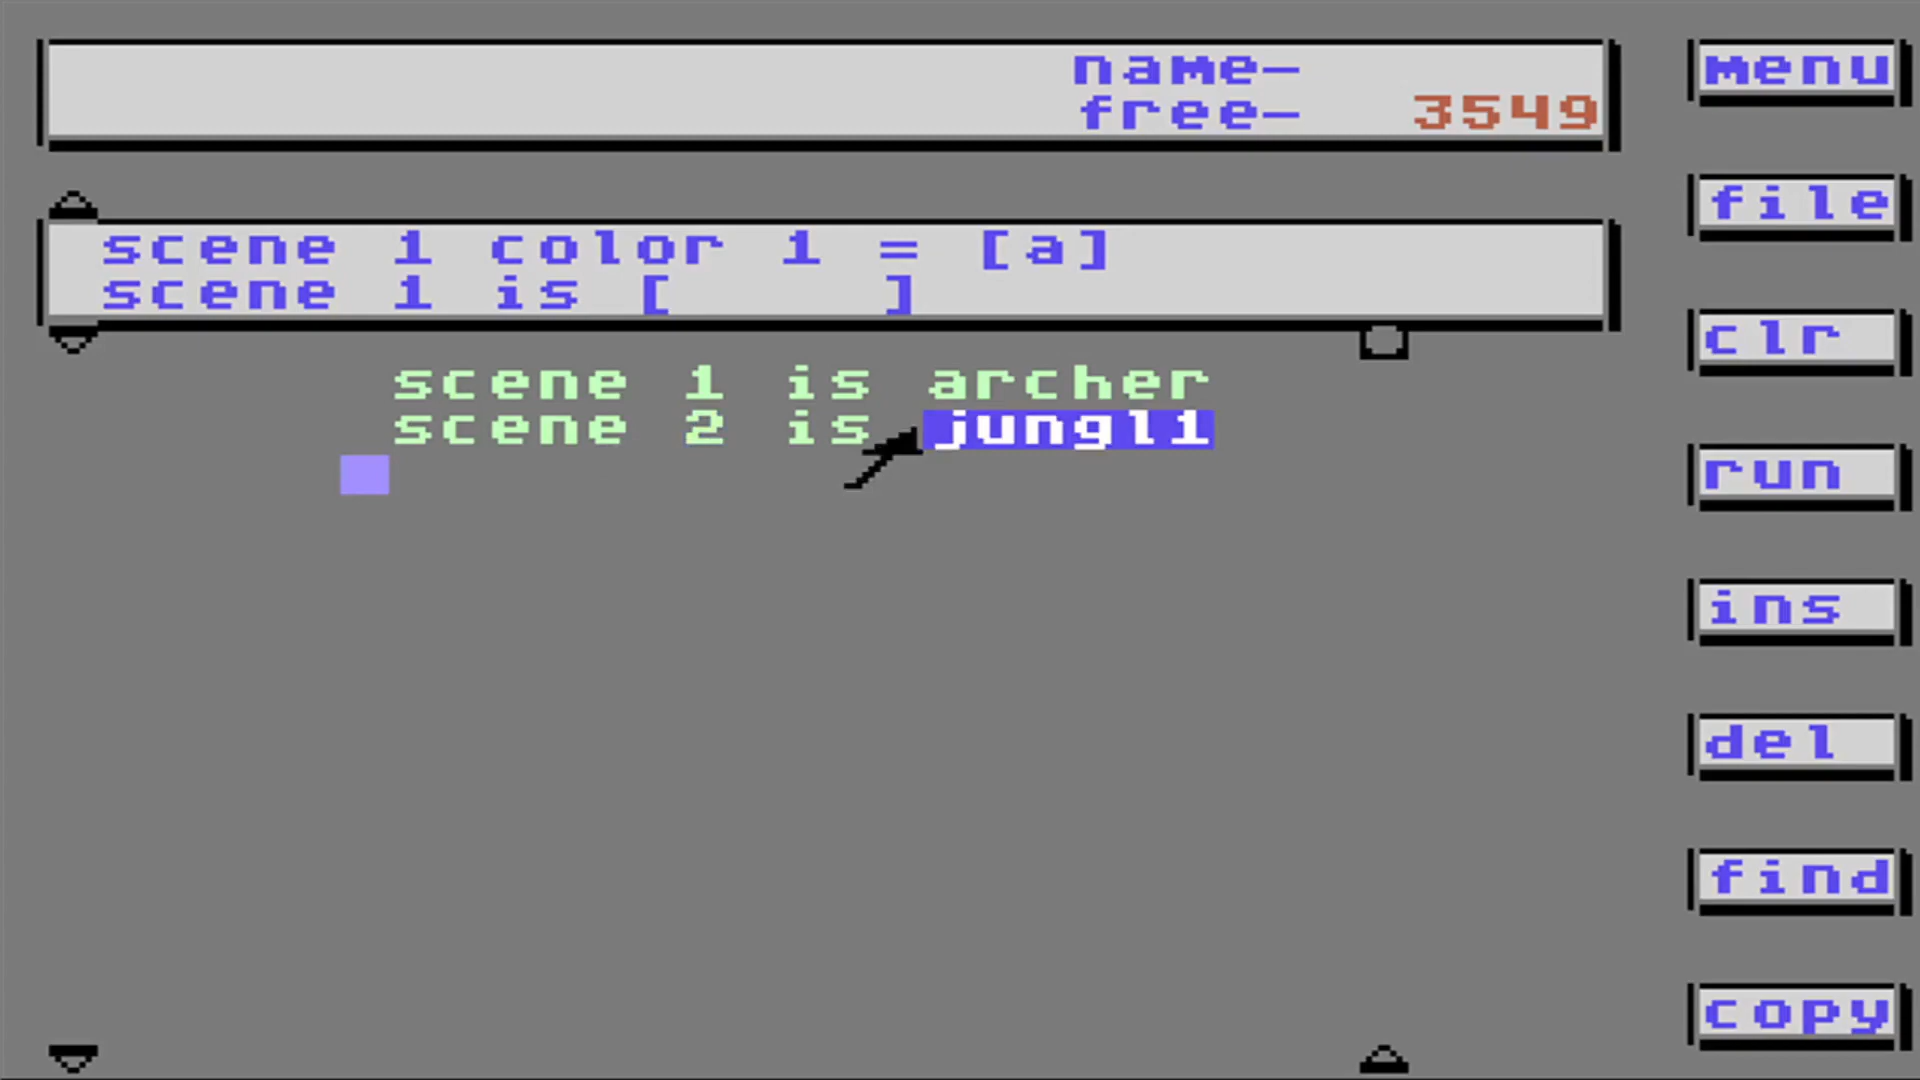 name-
free- 3549
scene 1 color 1 = [a]
scene 1 is [ ]
scene 1 is archer
scene 2 is jungl1
menu
file
clr
run
ins
del
find
copy